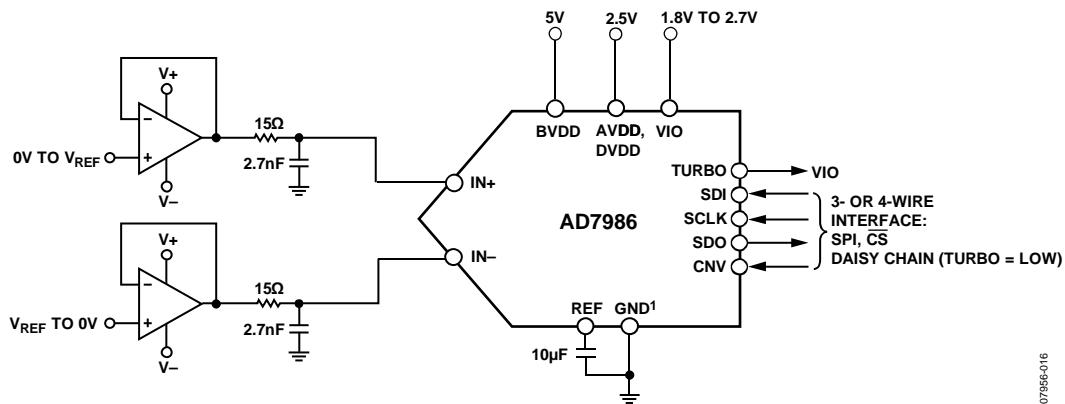 5V
2.5V
1.8V TO 2.7V
V+
−
15Ω
0V TO VREF
+
2.7nF
V−
BVDD
AVDD,
DVDD
VIO
IN+
TURBO
VIO
SDI
SCLK
SDO
CNV
3- OR 4-WIRE
INTERFACE:
SPI, CS
DAISY CHAIN (TURBO = LOW)
AD7986
V+
−
15Ω
IN−
VREF TO 0V
+
2.7nF
V−
REF
GND1
10µF
07956-016